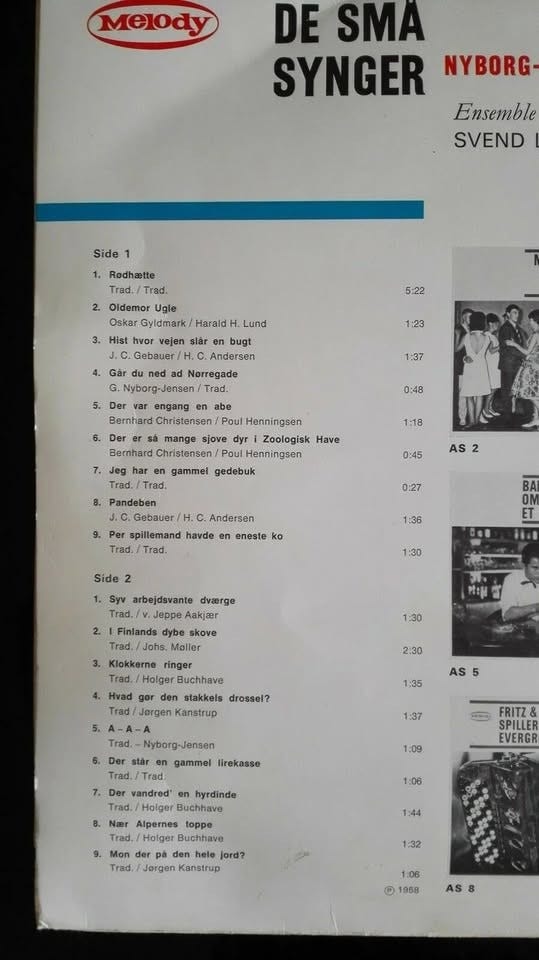 Melody
DE SMÅ
SYNGER
NYBORG-
Ensemble
SVEND L
Side 1
1. Rødhætte
Trad. / Trad. 5:22
2. Oldemor Ugle
Oskar Gyldmark / Harald H. Lund 1:23
3. Hist hvor vejen slår en bugt
J. C. Gebauer / H. C. Andersen 1:37
4. Går du ned ad Nørregade
G. Nyborg-Jensen / Trad. 0:48
5. Der var engang en abe
Bernhard Christensen / Poul Henningsen 1:18
6. Der er så mange sjove dyr i Zoologisk Have
Bernhard Christensen / Poul Henningsen 0:45
7. Jeg har en gammel gedebuk
Trad. / Trad. 0:27
8. Pandeben
J. C. Gebauer / H. C. Andersen 1:36
9. Per spillemand havde en eneste ko
Trad. / Trad. 1:30
Side 2
1. Syv arbejdsvante dværge
Trad. / v. Jeppe Aakjær 1:30
2. I Finlands dybe skove
Trad. / Johs. Møller 2:30
3. Klokkerne ringer
Trad. / Holger Buchhave 1:35
4. Hvad gør den stakkels drossel?
Trad / Jørgen Kanstrup 1:37
5. A – A – A
Trad. – Nyborg-Jensen 1:09
6. Der står en gammel lirekasse
Trad. / Trad. 1:06
7. Der vandred' en hyrdinde
Trad. / Holger Buchhave 1:44
8. Nær Alpernes toppe
Trad. / Holger Buchhave 1:32
9. Mon der på den hele jord?
Trad. / Jørgen Kanstrup 1:06
℗ 1968
M
AS 2
BA
OM
ET
AS 5
FRITZ &
SPILLER
EVERGR
AS 8